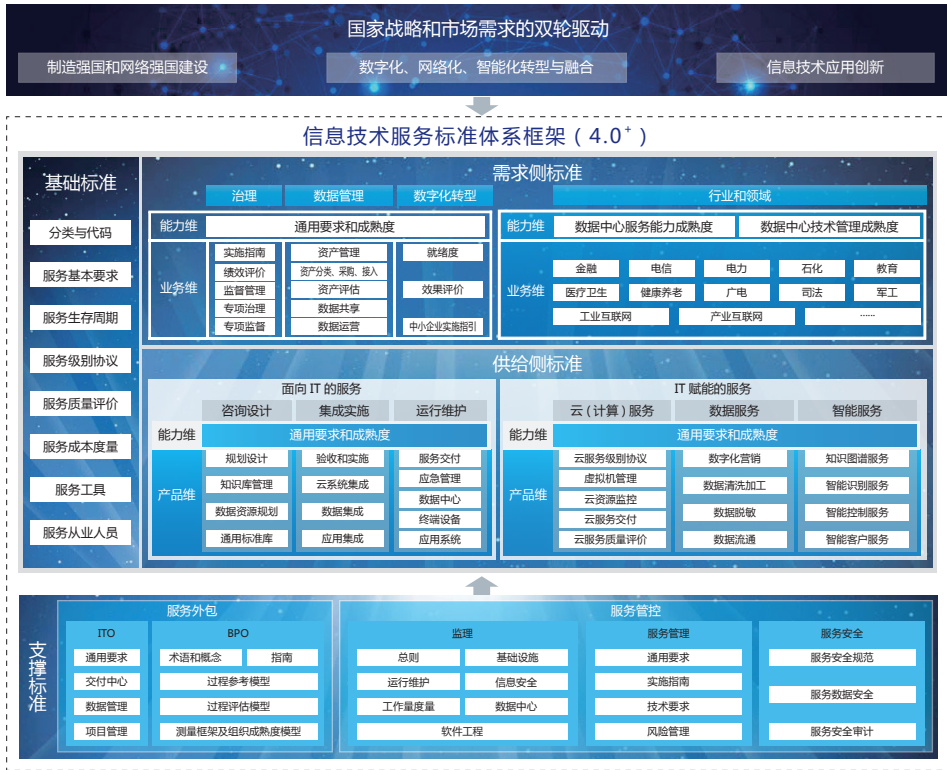 国家战略和市场需求的双轮驱动
制造强国和网络强国建设
数字化、网络化、智能化转型与融合
信息技术应用创新
信息技术服务标准体系框架（4.0⁺）
基础标准
分类与代码
服务基本要求
服务生存周期
服务级别协议
服务质量评价
服务成本度量
服务工具
服务从业人员
需求侧标准
治理
数据管理
数字化转型
能力维
通用要求和成熟度
业务维
实施指南
绩效评价
监督管理
专项治理
专项监督
资产管理
资产分类、采购、接入
资产评估
数据共享
数据运营
就绪度
效果评价
中小企业实施指引
行业和领域
能力维
数据中心服务能力成熟度
数据中心技术管理成熟度
业务维
金融
电信
电力
石化
教育
医疗卫生
健康养老
广电
司法
军工
工业互联网
产业互联网
······
供给侧标准
面向 IT 的服务
咨询设计
集成实施
运行维护
能力维
通用要求和成熟度
产品维
规划设计
知识库管理
数据资源规划
通用标准库
验收和实施
云系统集成
数据集成
应用集成
服务交付
应急管理
数据中心
终端设备
应用系统
IT 赋能的服务
云（计算）服务
数据服务
智能服务
能力维
通用要求和成熟度
产品维
云服务级别协议
虚拟机管理
云资源监控
云服务交付
云服务质量评价
数字化营销
数据清洗加工
数据脱敏
数据流通
知识图谱服务
智能识别服务
智能控制服务
智能客户服务
支撑标准
服务外包
ITO
通用要求
交付中心
数据管理
项目管理
BPO
术语和概念
指南
过程参考模型
过程评估模型
测量框架及组织成熟度模型
服务管控
监理
总则
基础设施
运行维护
信息安全
工作量度量
数据中心
软件工程
服务管理
通用要求
实施指南
技术要求
风险管理
服务安全
服务安全规范
服务数据安全
服务安全审计